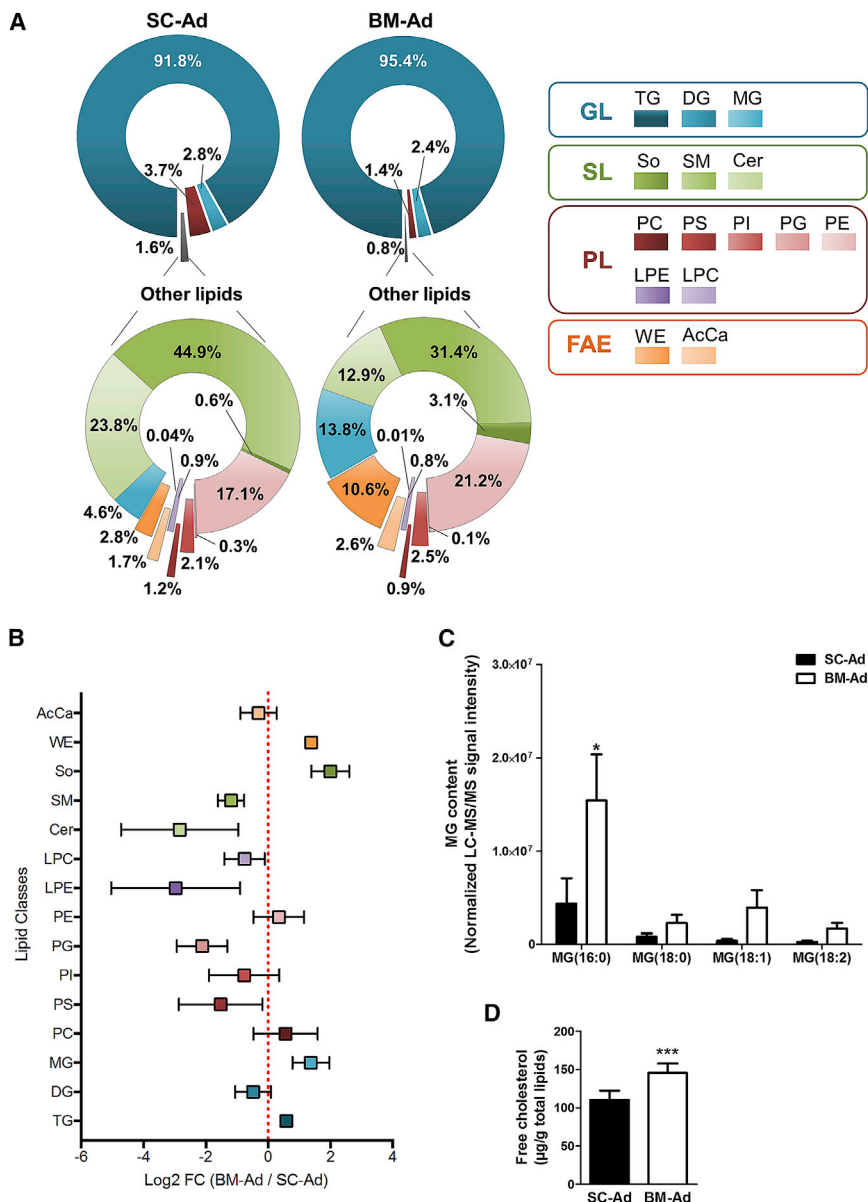 A
SC-Ad
BM-Ad
91.8%
95.4%
3.7%
2.8%
1.4%
2.4%
1.6%
0.8%
GL
TG DG MG
SL
So SM Cer
PL
PC PS PI PG PE
LPE LPC
FAE
WE AcCa
Other lipids
Other lipids
44.9%
0.6%
23.8%
0.04%
0.9%
17.1%
4.6%
2.8%
1.7%
1.2%
2.1%
0.3%
31.4%
12.9%
3.1%
13.8%
0.01%
0.8%
10.6%
21.2%
2.6%
0.9%
2.5%
0.1%
B
Lipid Classes
AcCa
WE
So
SM
Cer
LPC
LPE
PE
PG
PI
PS
PC
MG
DG
TG
-6 -4 -2 0 2 4
Log2 FC (BM-Ad / SC-Ad)
C
MG content
(Normalized LC-MS/MS signal intensity)
3.0×10⁷
2.0×10⁷
1.0×10⁷
0
SC-Ad
BM-Ad
*
MG(16:0) MG(18:0) MG(18:1) MG(18:2)
D
Free cholesterol
(µg/g total lipids)
200
150
100
50
0
***
SC-Ad BM-Ad